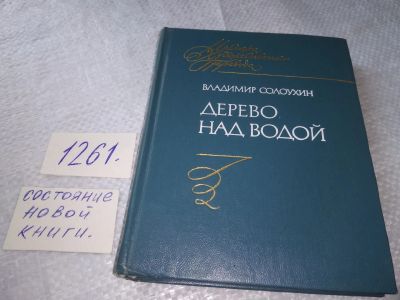 ВЛАДИМИР СОЛОУХИН
ДЕРЕВО
НАД ВОДОЙ
1261.
СОСТОЯНИЕ
НОВОЙ
КНИГИ.